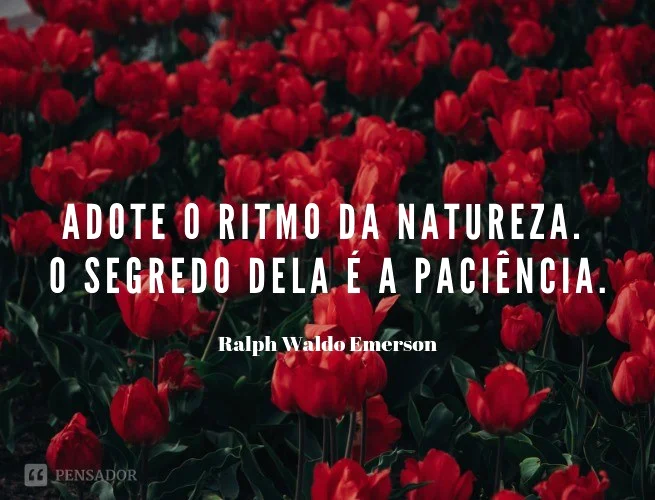 ADOTE O RITMO DA NATUREZA.
O SEGREDO DELA É A PACIÊNCIA.
Ralph Waldo Emerson
PENSADOR